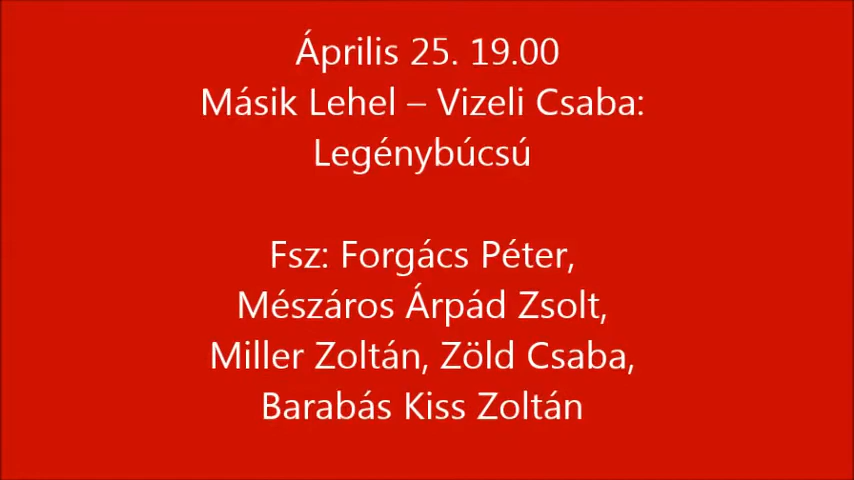 Április 25. 19.00
Másik Lehel – Vizeli Csaba:
Legénybúcsú
Fsz: Forgács Péter,
Mészáros Árpád Zsolt,
Miller Zoltán, Zöld Csaba,
Barabás Kiss Zoltán